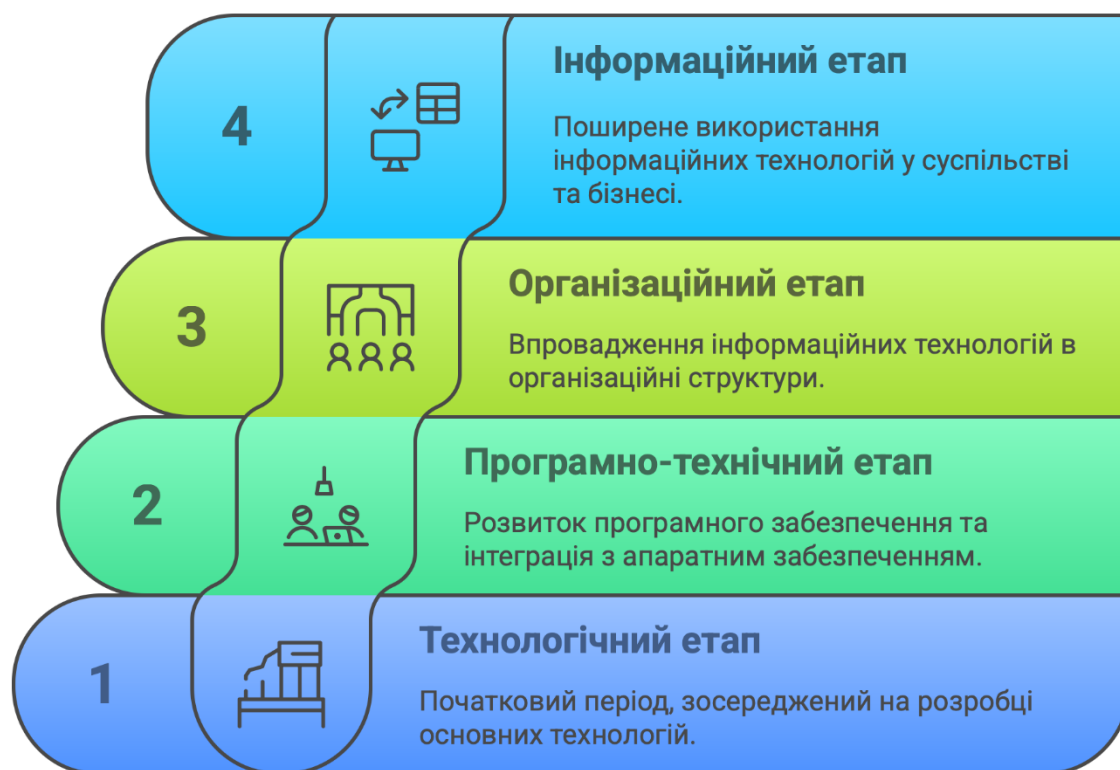 4
Інформаційний етап
Поширене використання
інформаційних технологій у суспільстві
та бізнесі.
3
Організаційний етап
Впровадження інформаційних технологій в
організаційні структури.
2
Програмно-технічний етап
Розвиток програмного забезпечення та
інтеграція з апаратним забезпеченням.
1
Технологічний етап
Початковий період, зосереджений на розробці
основних технологій.